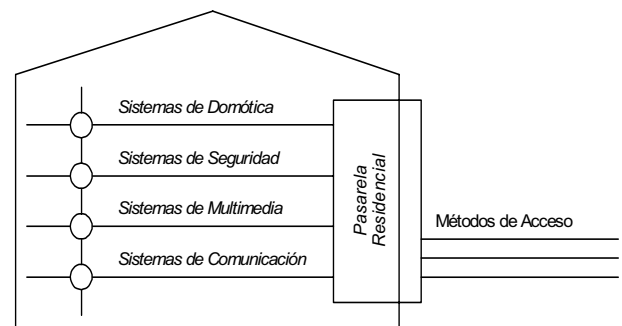 Sistemas de Domótica
Sistemas de Seguridad
Sistemas de Multimedia
Sistemas de Comunicación
Pasarela
Residencial
Métodos de Acceso